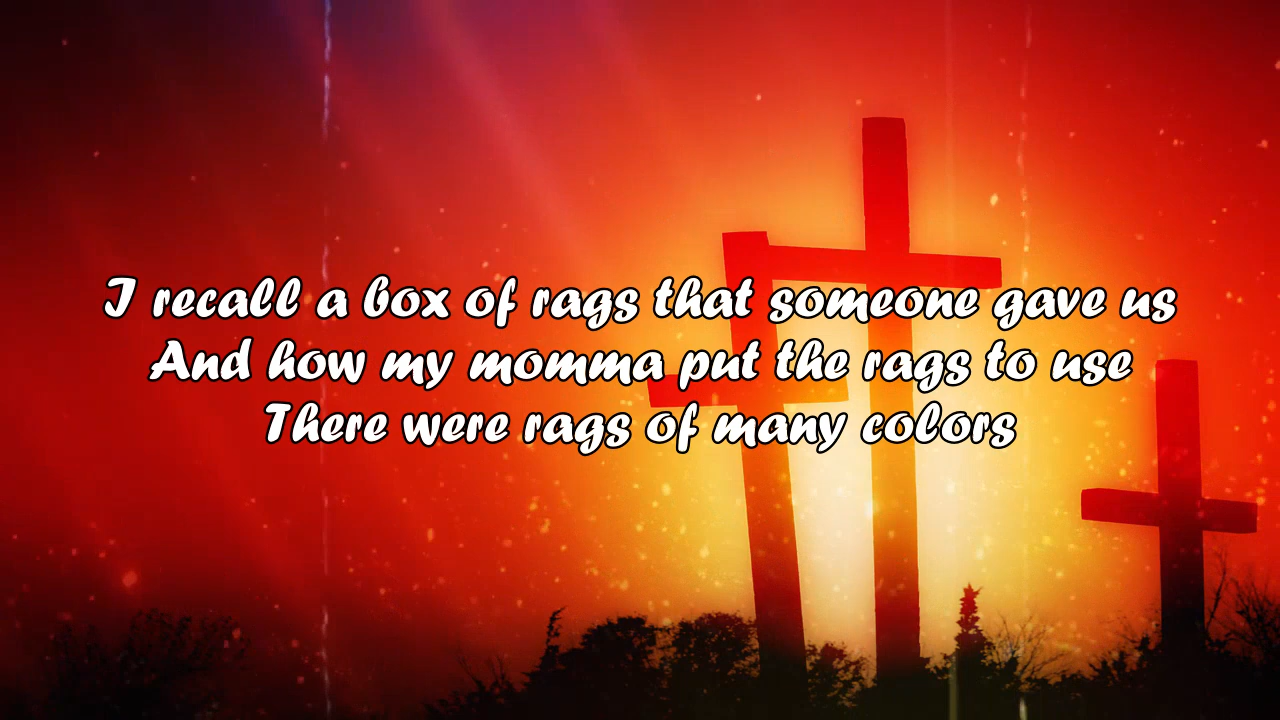 I recall a box of rags that someone gave us
And how my momma put the rags to use
There were rags of many colors